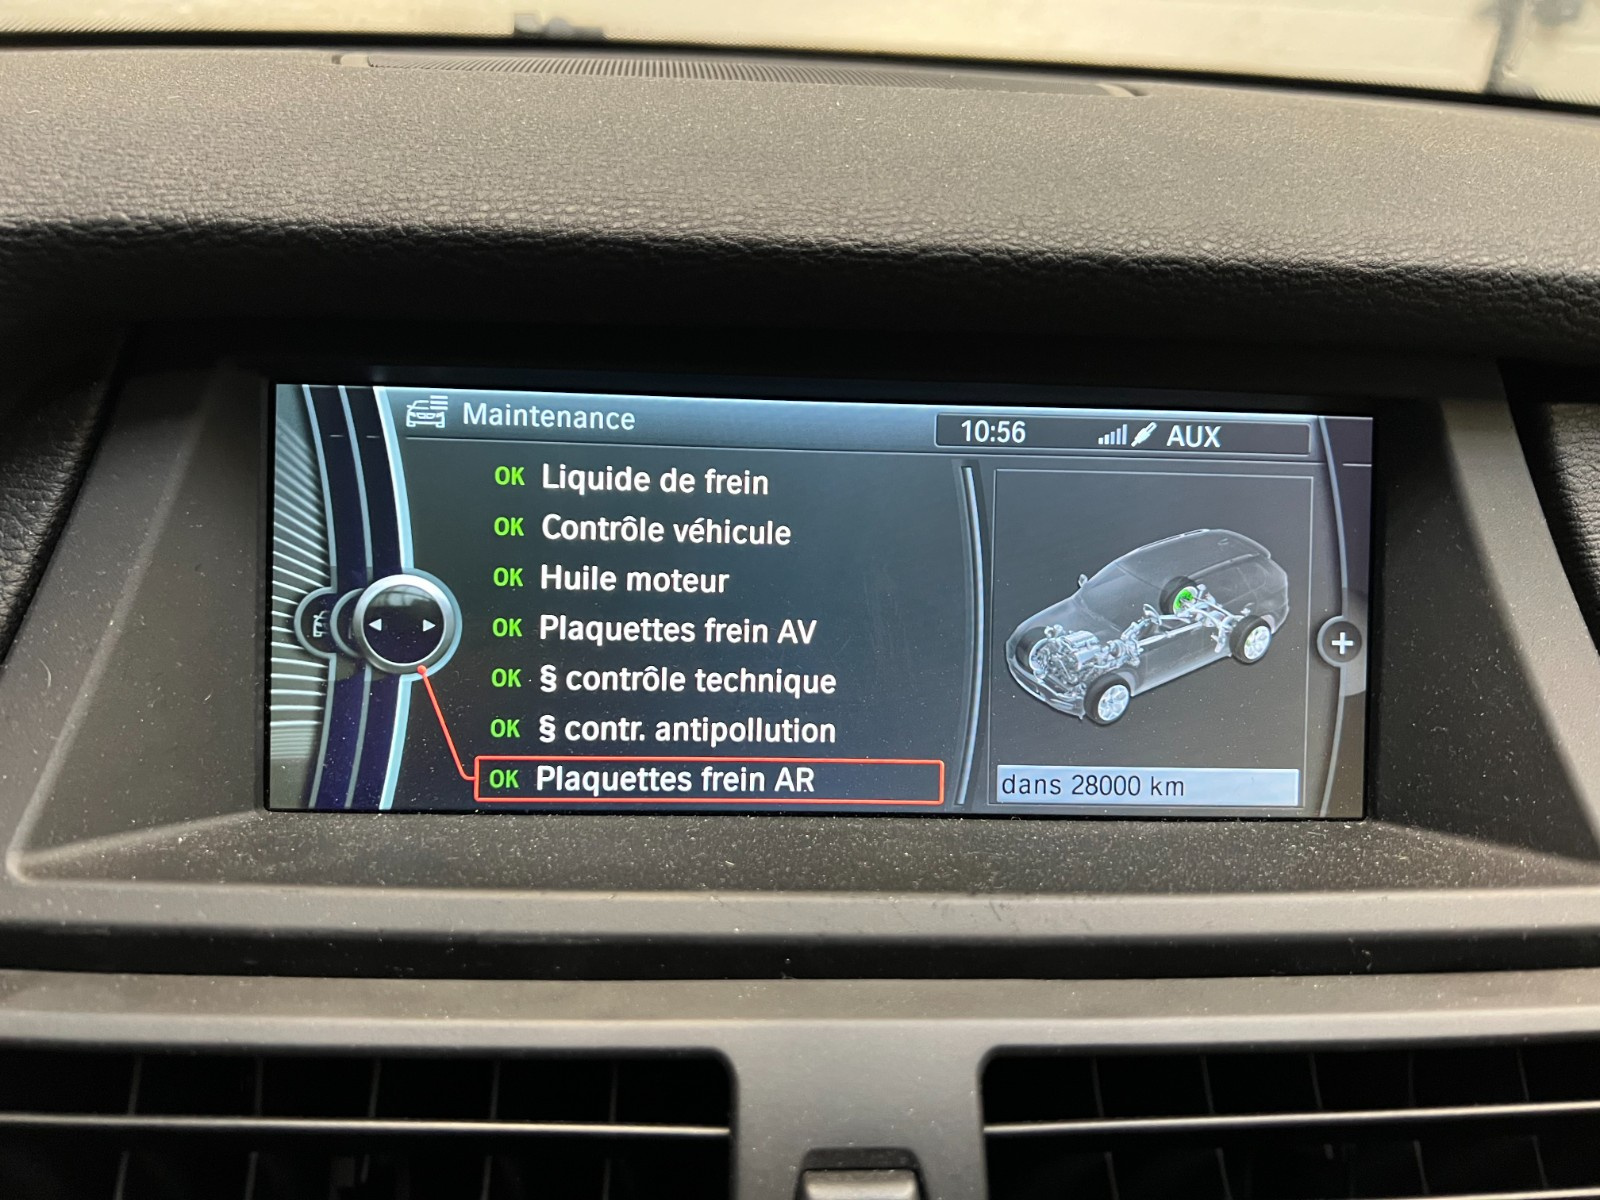 Maintenance
10:56 AUX
OK Liquide de frein
OK Contrôle véhicule
OK Huile moteur
OK Plaquettes frein AV
OK § contrôle technique
OK § contr. antipollution
OK Plaquettes frein AR
dans 28000 km